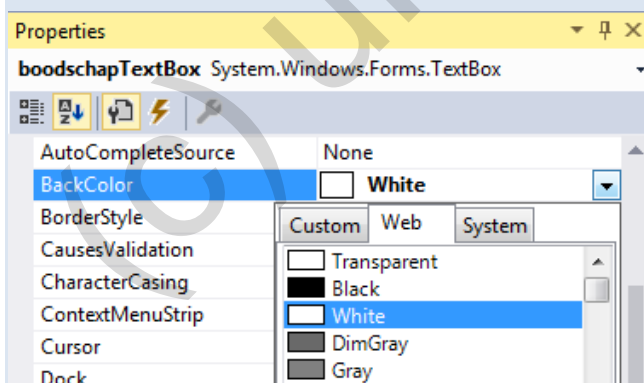 Properties
boodschapTextBox System.Windows.Forms.TextBox
AutoCompleteSource None
BackColor White
BorderStyle
Custom Web System
CausesValidation
Transparent
CharacterCasing
Black
ContextMenuStrip
White
Cursor
DimGray
Dock
Gray